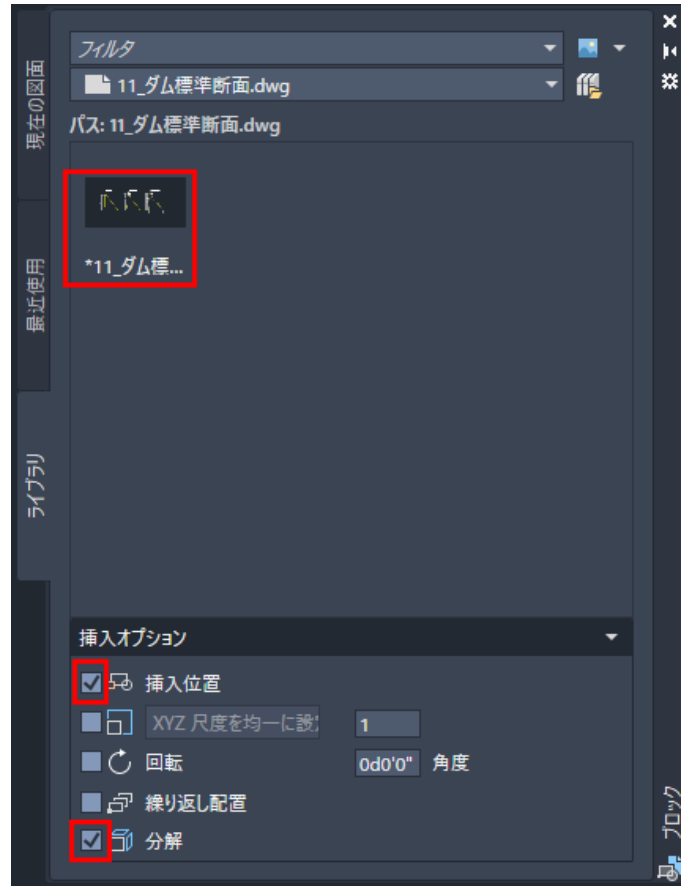 フィルタ
11_ダム標準断面.dwg
パス: 11_ダム標準断面.dwg
*11_ダム標...
現在の図面
最近使用
ライブラリ
挿入オプション
挿入位置
XYZ 尺度を均一に設 1
回転 0d0'0" 角度
繰り返し配置
分解
ブロック